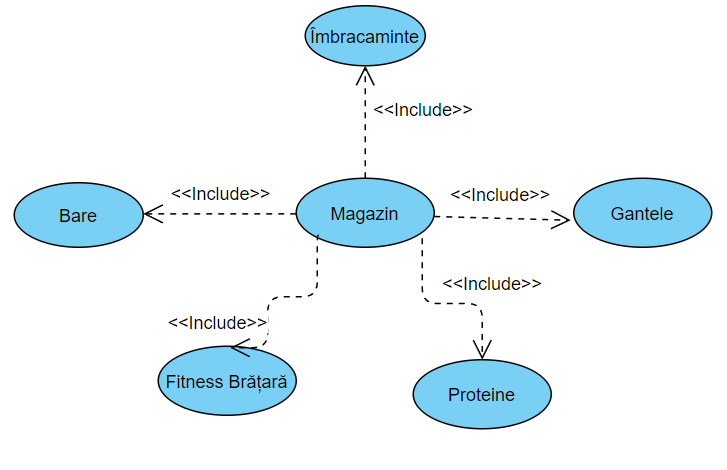 Îmbracaminte
<<Include>>
<<Include>>
<<Include>>
Bare
Magazin
Gantele
<<Include>>
<<Include>>
Fitness Brățară
Proteine